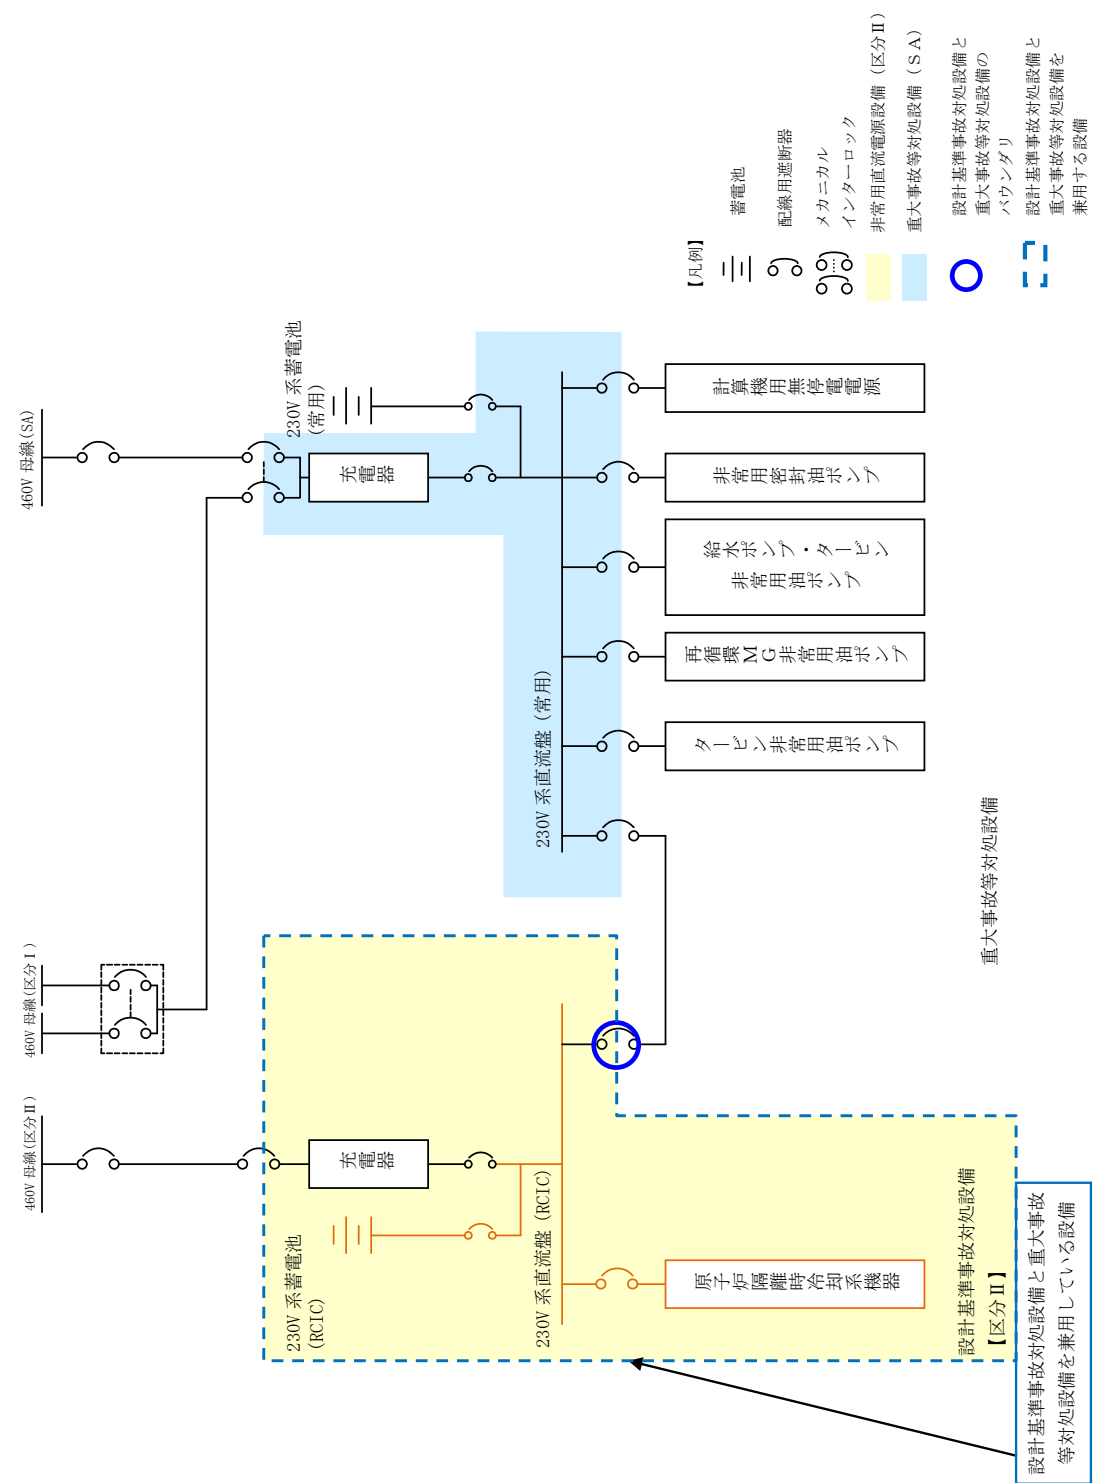 460V 母線(区分Ⅱ)
460V 母線(区分Ⅰ)
460V 母線(SA)
230V 系蓄電池
(RCIC)
充電器
230V 系直流盤 (RCIC)
原子炉隔離時冷却系機器
設計基準事故対処設備
【区分Ⅱ】
設計基準事故対処設備と重大事故
等対処設備を兼用している設備
230V 系蓄電池
(常用)
充電器
230V 系直流盤 (常用)
タービン非常用油ポンプ
再循環ＭＧ非常用油ポンプ
給水ポンプ・タービン
非常用油ポンプ
非常用密封油ポンプ
計算機用無停電電源
重大事故等対処設備
【凡例】
蓄電池
配線用遮断器
メカニカル
インターロック
非常用直流電源設備（区分Ⅱ）
重大事故等対処設備（ＳＡ）
設計基準事故対処設備と
重大事故等対処設備の
バウンダリ
設計基準事故対処設備と
重大事故等対処設備を
兼用する設備